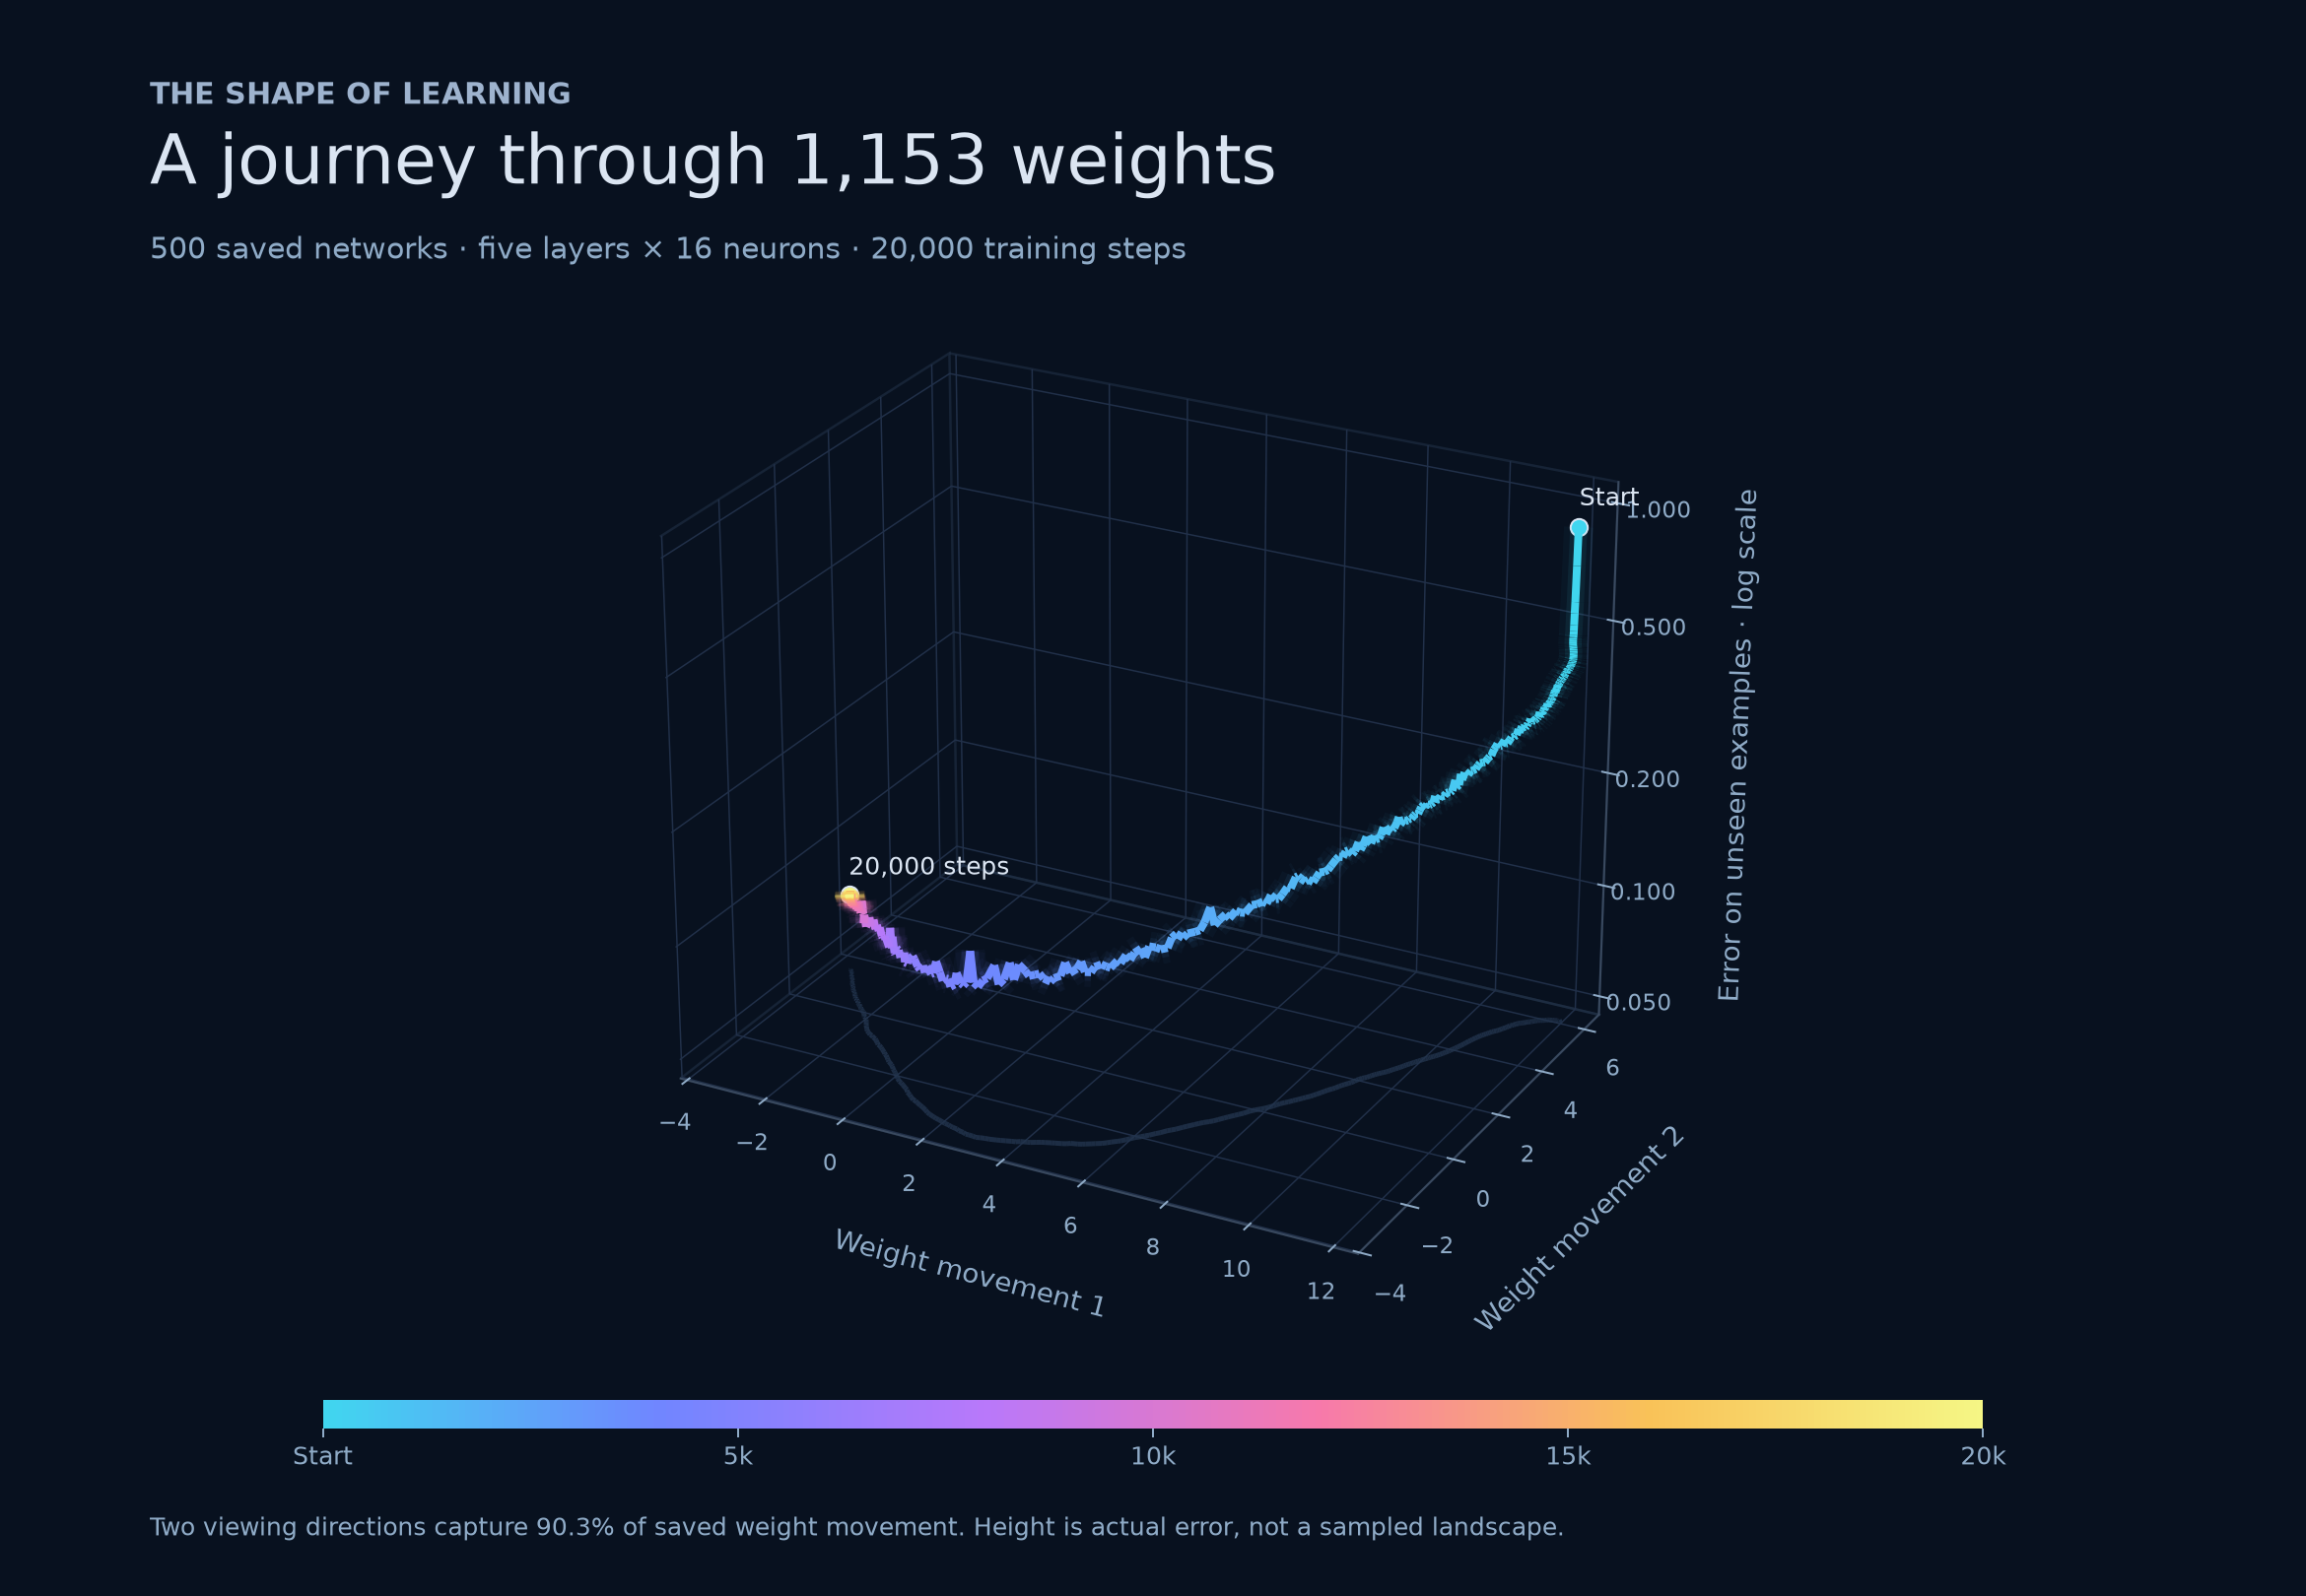 THE SHAPE OF LEARNING
A journey through 1,153 weights
500 saved networks · five layers × 16 neurons · 20,000 training steps
Start
1.000
0.500
0.200
0.100
0.050
Error on unseen examples · log scale
20,000 steps
−4
−2
0
2
4
6
8
10
12
Weight movement 1
−4
−2
0
2
4
6
Weight movement 2
Start
5k
10k
15k
20k
Two viewing directions capture 90.3% of saved weight movement. Height is actual error, not a sampled landscape.